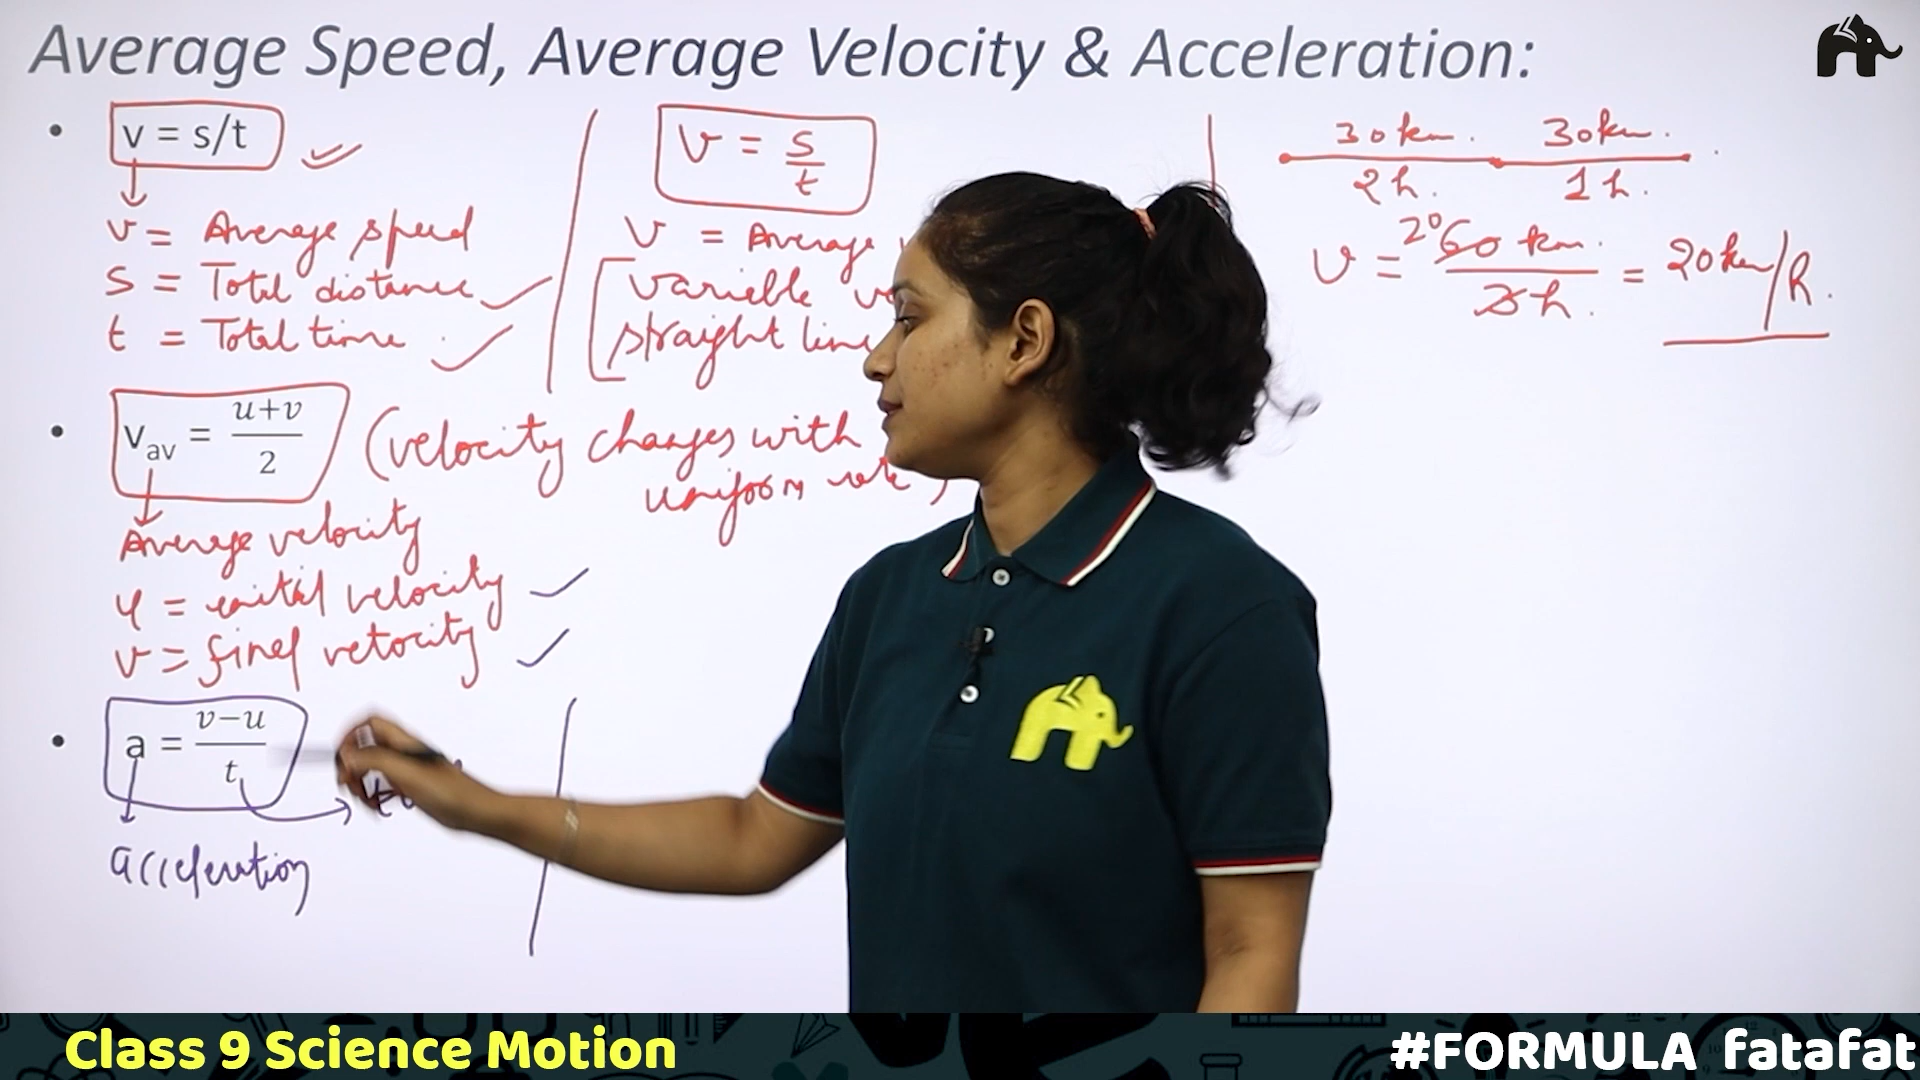 Average Speed, Average Velocity & Acceleration:
• v = s/t
v = Average speed
s = Total distance
t = Total time
v = s/t
v = Average
variable
straight line
30 km. 30 km.
2 h. 1 h.
v = 20 60 km. / 3 h. = 20 km/h.
• vav = u+v/2 (velocity changes with
uniform rate)
Average velocity
u = initial velocity
v = final velocity
• a = v−u/t
acceleration
Class 9 Science Motion
#FORMULA fatafat